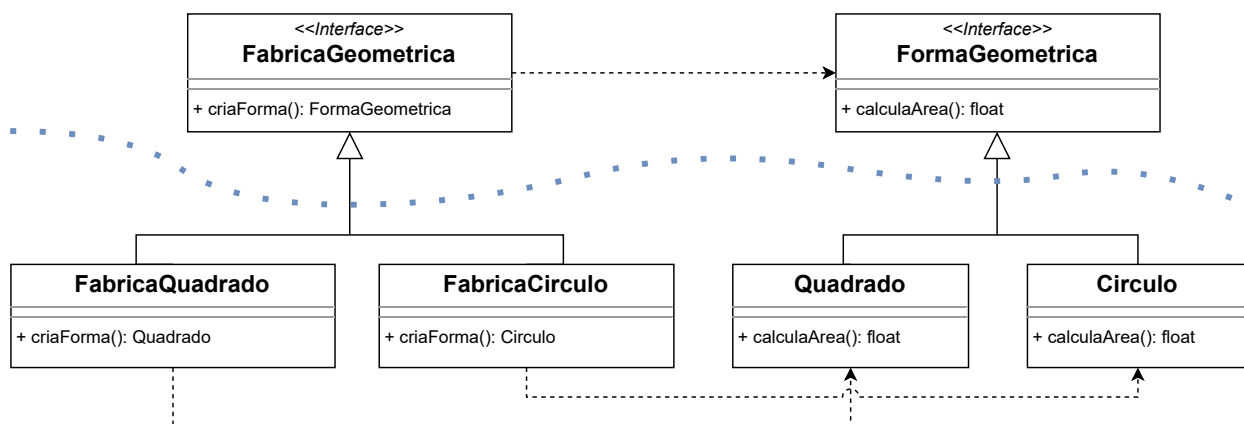 <<Interface>>
FabricaGeometrica
+ criaForma(): FormaGeometrica
<<Interface>>
FormaGeometrica
+ calculaArea(): float
FabricaQuadrado
+ criaForma(): Quadrado
FabricaCirculo
+ criaForma(): Circulo
Quadrado
+ calculaArea(): float
Circulo
+ calculaArea(): float